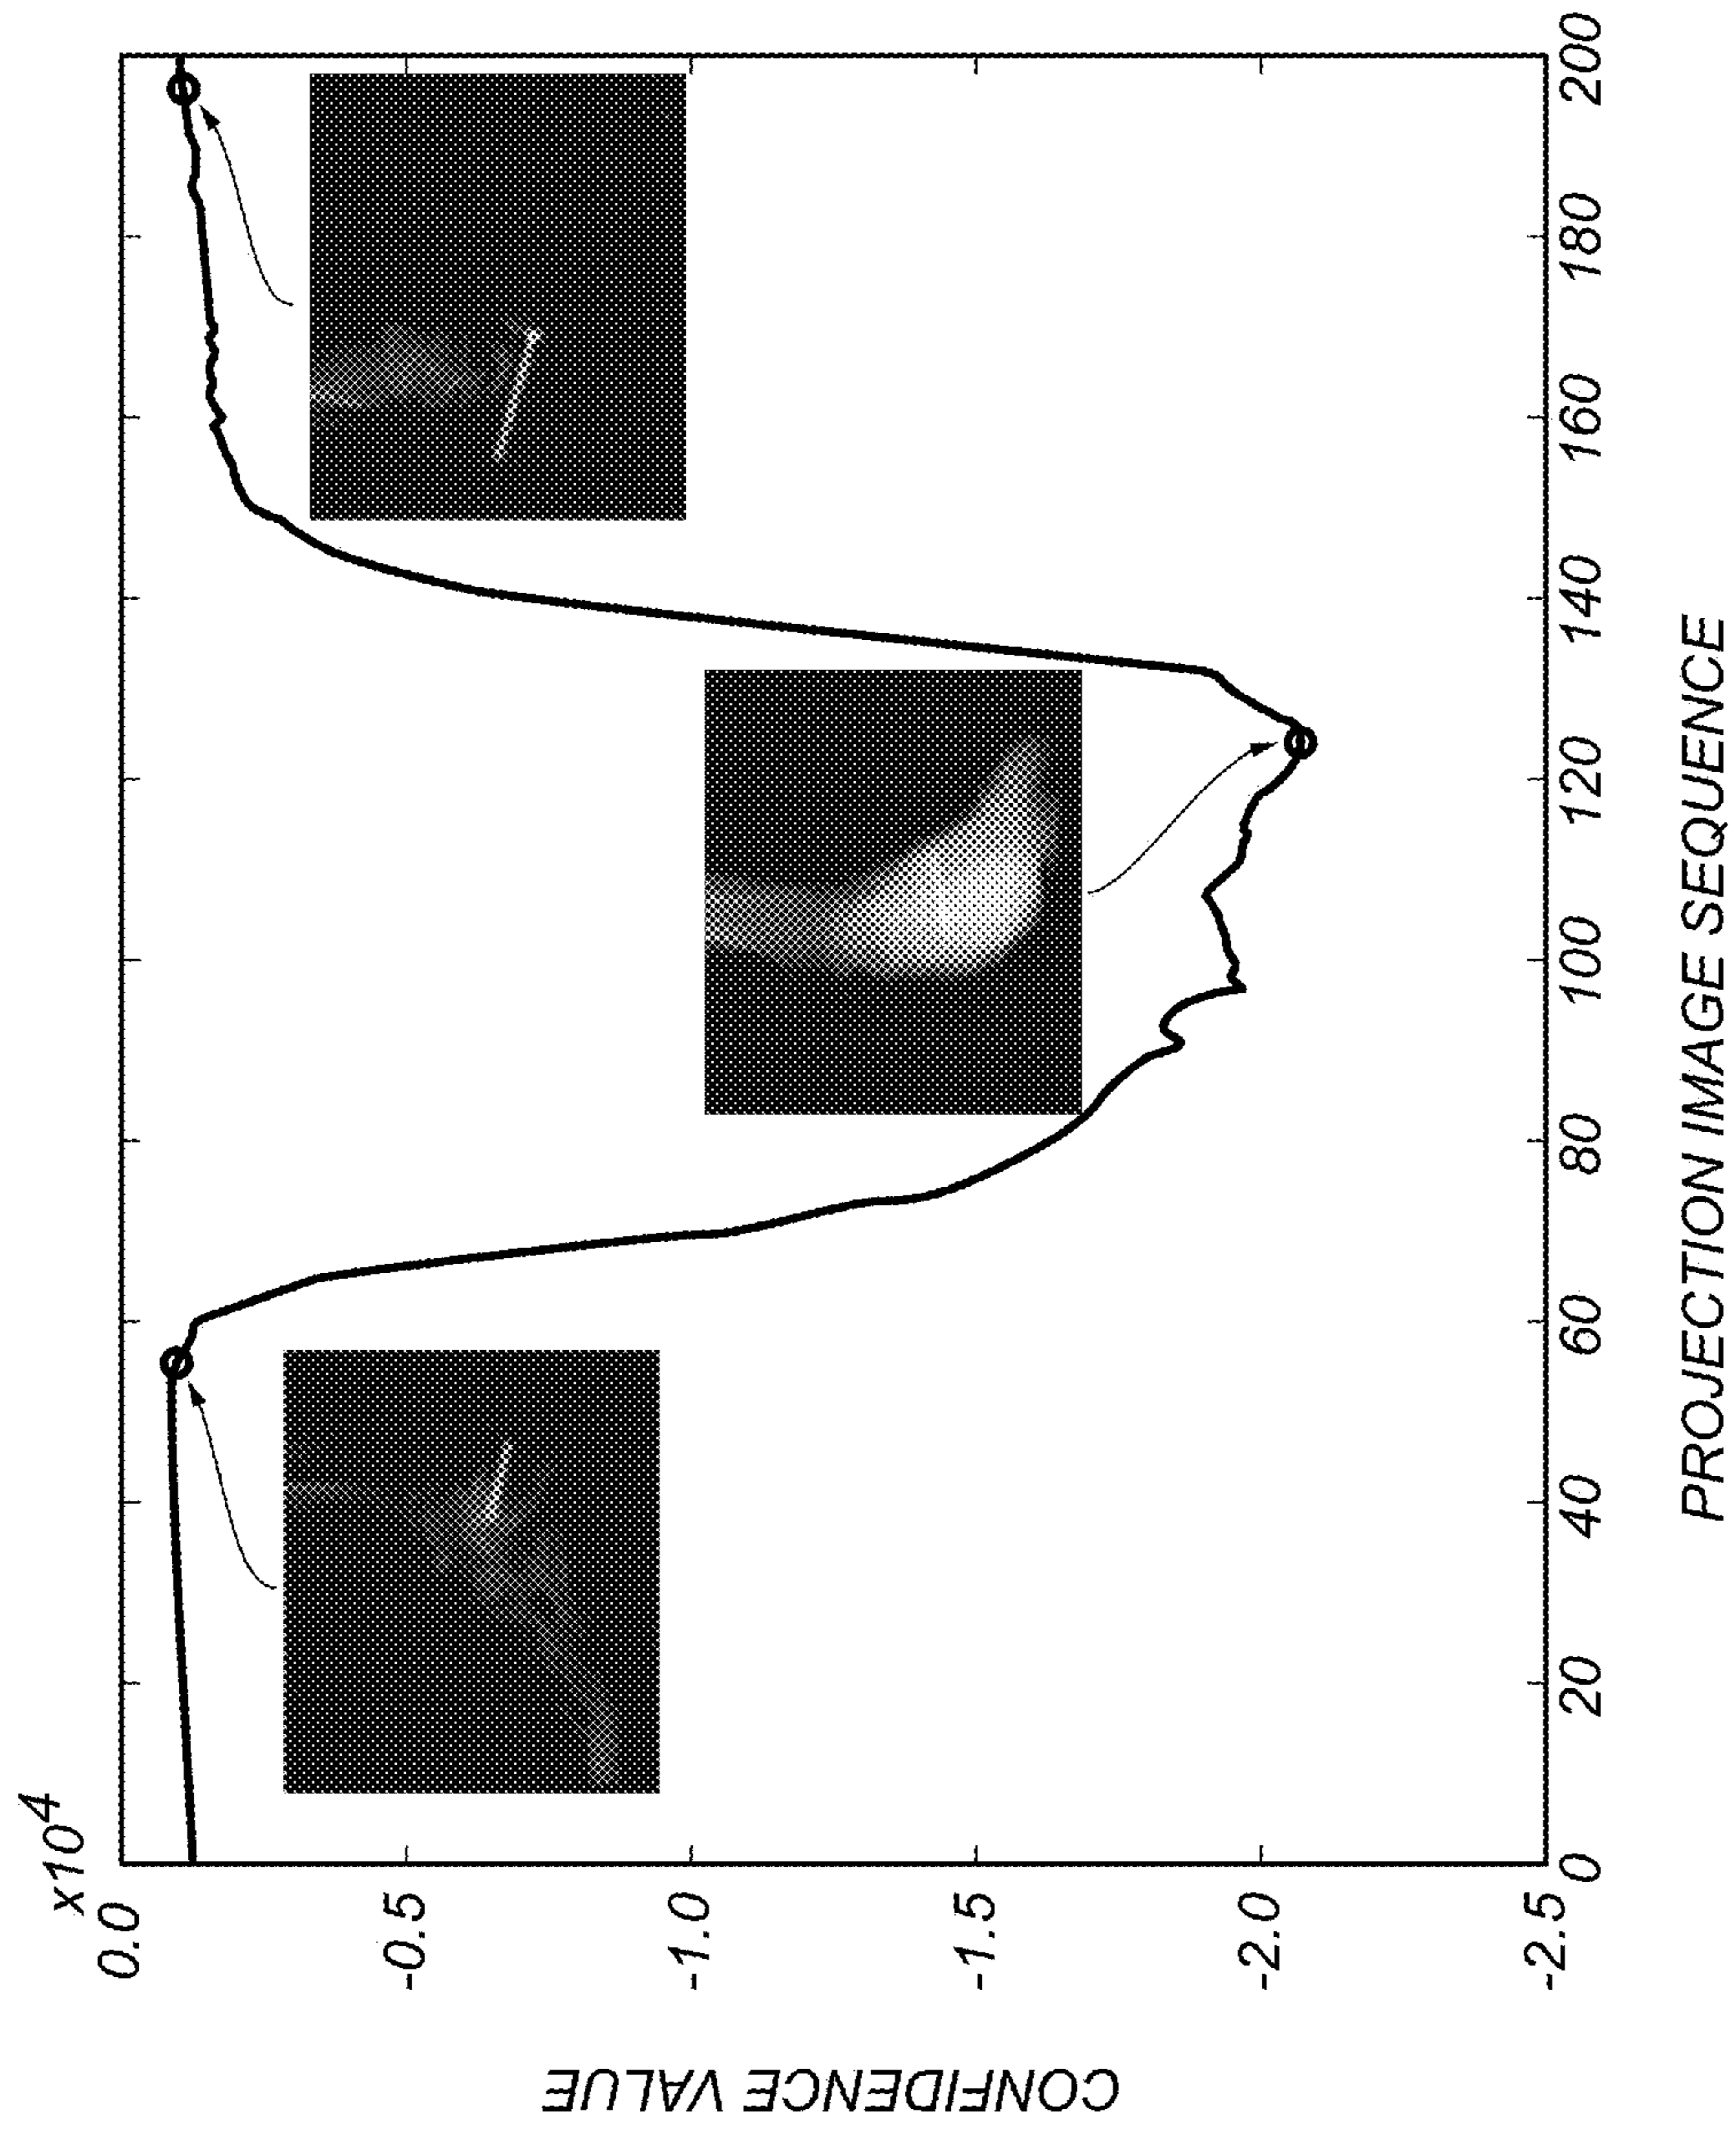 x10^4
0.0
-0.5
-1.0
-1.5
-2.0
-2.5
CONFIDENCE VALUE
0 20 40 60 80 100 120 140 160 180 200
PROJECTION IMAGE SEQUENCE